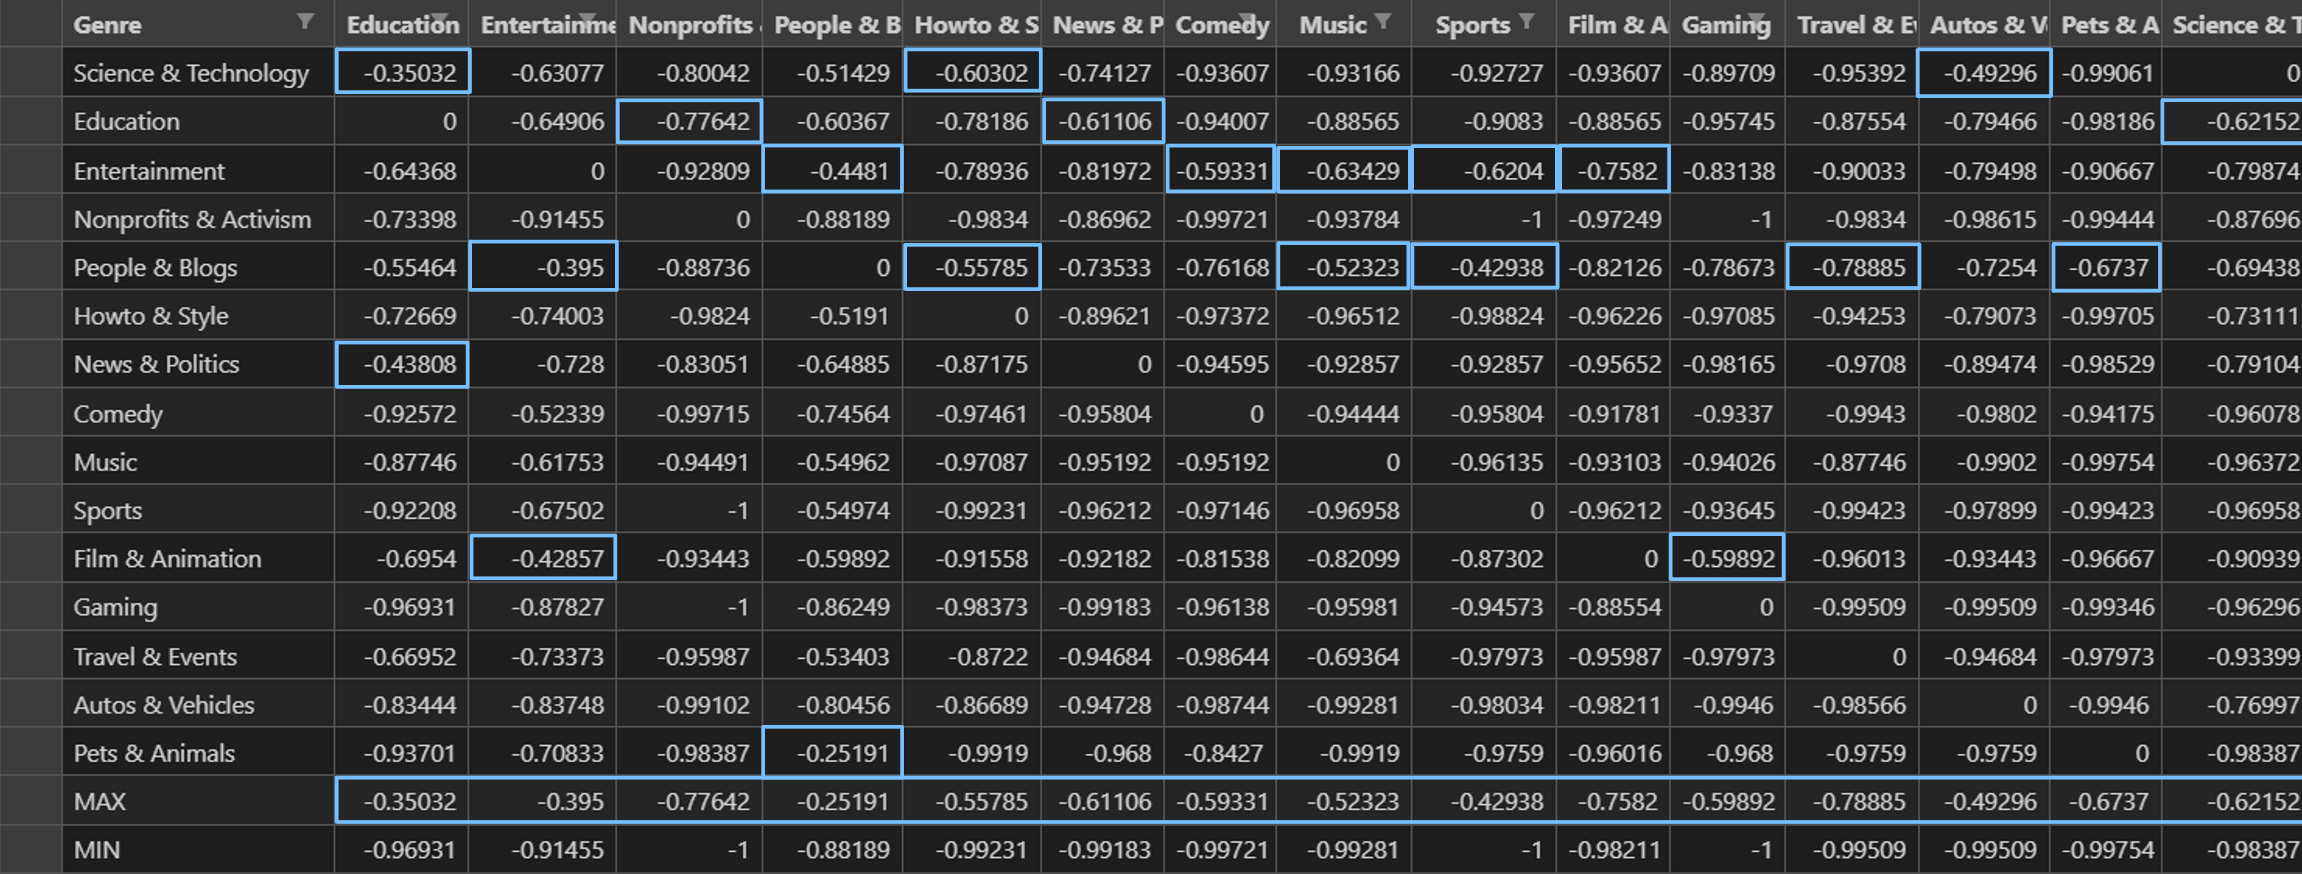 Genre Education Entertainme Nonprofits People & B Howto & S News & P Comedy Music Sports Film & A Gaming Travel & E Autos & V Pets & A Science & T
Science & Technology -0.35032 -0.63077 -0.80042 -0.51429 -0.60302 -0.74127 -0.93607 -0.93166 -0.92727 -0.93607 -0.89709 -0.95392 -0.49296 -0.99061 0
Education 0 -0.64906 -0.77642 -0.60367 -0.78186 -0.61106 -0.94007 -0.88565 -0.9083 -0.88565 -0.95745 -0.87554 -0.79466 -0.98186 -0.62152
Entertainment -0.64368 0 -0.92809 -0.4481 -0.78936 -0.81972 -0.59331 -0.63429 -0.6204 -0.7582 -0.83138 -0.90033 -0.79498 -0.90667 -0.79874
Nonprofits & Activism -0.73398 -0.91455 0 -0.88189 -0.9834 -0.86962 -0.99721 -0.93784 -1 -0.97249 -1 -0.9834 -0.98615 -0.99444 -0.87696
People & Blogs -0.55464 -0.395 -0.88736 0 -0.55785 -0.73533 -0.76168 -0.52323 -0.42938 -0.82126 -0.78673 -0.78885 -0.7254 -0.6737 -0.69438
Howto & Style -0.72669 -0.74003 -0.9824 -0.5191 0 -0.89621 -0.97372 -0.96512 -0.98824 -0.96226 -0.97085 -0.94253 -0.79073 -0.99705 -0.73111
News & Politics -0.43808 -0.728 -0.83051 -0.64885 -0.87175 0 -0.94595 -0.92857 -0.92857 -0.95652 -0.98165 -0.9708 -0.89474 -0.98529 -0.79104
Comedy -0.92572 -0.52339 -0.99715 -0.74564 -0.97461 -0.95804 0 -0.94444 -0.95804 -0.91781 -0.9337 -0.9943 -0.9802 -0.94175 -0.96078
Music -0.87746 -0.61753 -0.94491 -0.54962 -0.97087 -0.95192 -0.95192 0 -0.96135 -0.93103 -0.94026 -0.87746 -0.9902 -0.99754 -0.96372
Sports -0.92208 -0.67502 -1 -0.54974 -0.99231 -0.96212 -0.97146 -0.96958 0 -0.96212 -0.93645 -0.99423 -0.97899 -0.99423 -0.96958
Film & Animation -0.6954 -0.42857 -0.93443 -0.59892 -0.91558 -0.92182 -0.81538 -0.82099 -0.87302 0 -0.59892 -0.96013 -0.93443 -0.96667 -0.90939
Gaming -0.96931 -0.87827 -1 -0.86249 -0.98373 -0.99183 -0.96138 -0.95981 -0.94573 -0.88554 0 -0.99509 -0.99509 -0.99346 -0.96296
Travel & Events -0.66952 -0.73373 -0.95987 -0.53403 -0.8722 -0.94684 -0.98644 -0.69364 -0.97973 -0.95987 -0.97973 0 -0.94684 -0.97973 -0.93399
Autos & Vehicles -0.83444 -0.83748 -0.99102 -0.80456 -0.86689 -0.94728 -0.98744 -0.99281 -0.98034 -0.98211 -0.9946 -0.98566 0 -0.9946 -0.76997
Pets & Animals -0.93701 -0.70833 -0.98387 -0.25191 -0.9919 -0.968 -0.8427 -0.9919 -0.9759 -0.96016 -0.968 -0.9759 -0.9759 0 -0.98387
MAX -0.35032 -0.395 -0.77642 -0.25191 -0.55785 -0.61106 -0.59331 -0.52323 -0.42938 -0.7582 -0.59892 -0.78885 -0.49296 -0.6737 -0.62152
MIN -0.96931 -0.91455 -1 -0.88189 -0.99231 -0.99183 -0.99721 -0.99281 -1 -0.98211 -1 -0.99509 -0.99509 -0.99754 -0.98387